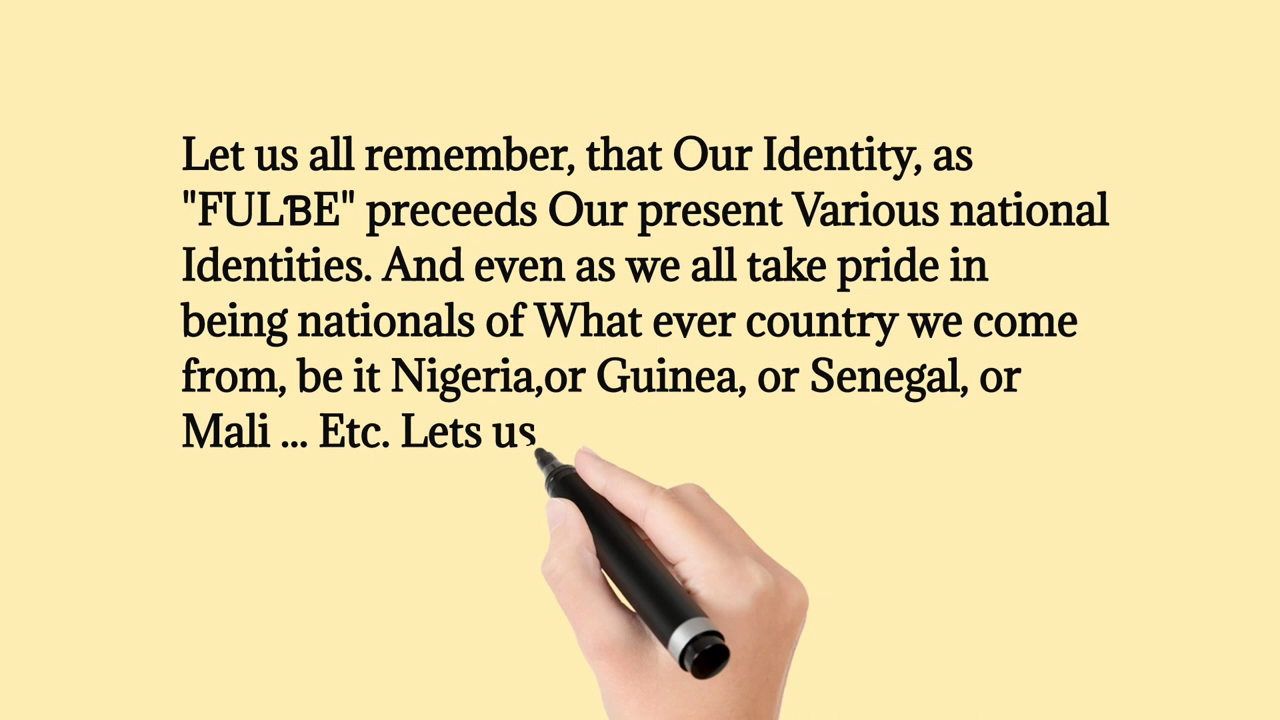 Let us all remember, that Our Identity, as
"FULƁE" preceeds Our present Various national
Identities. And even as we all take pride in
being nationals of What ever country we come
from, be it Nigeria,or Guinea, or Senegal, or
Mali ... Etc. Lets us